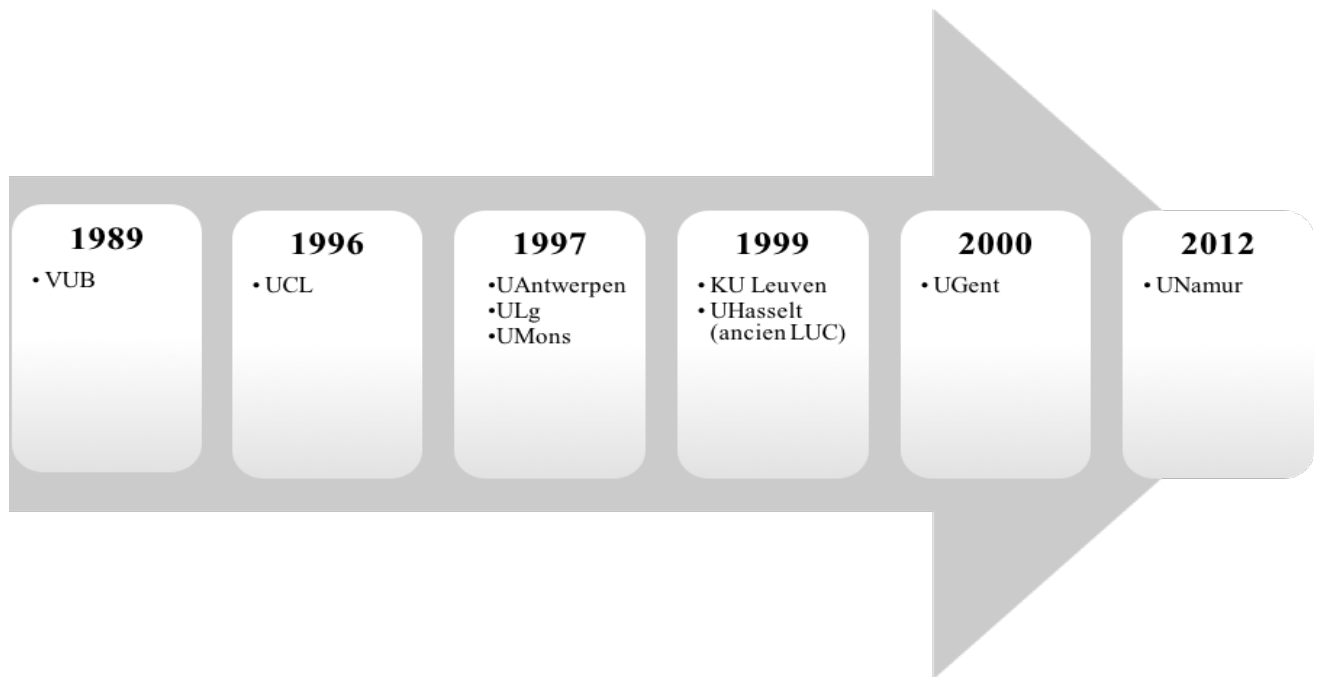 1989
• VUB
1996
• UCL
1997
•UAntwerpen
•ULg
•UMons
1999
• KU Leuven
• UHasselt
(ancien LUC)
2000
• UGent
2012
• UNamur